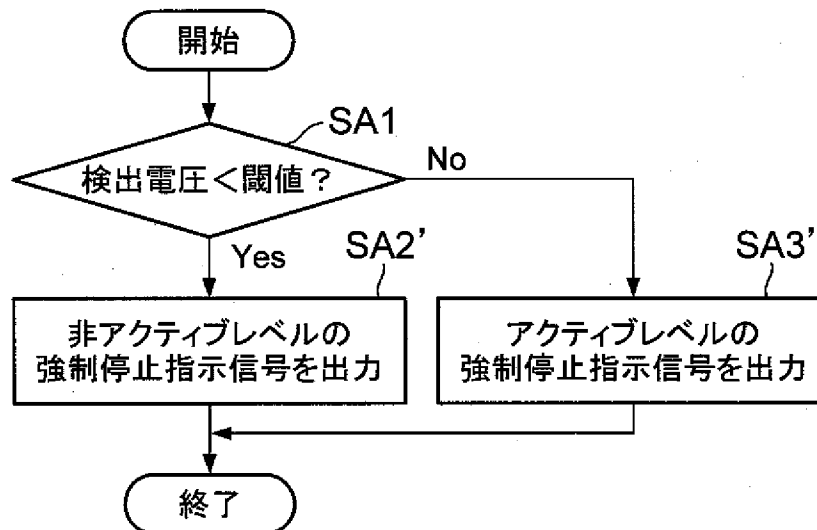 開始
SA1
検出電圧＜閾値？
No
Yes
SA2’
SA3’
非アクティブレベルの
強制停止指示信号を出力
アクティブレベルの
強制停止指示信号を出力
終了